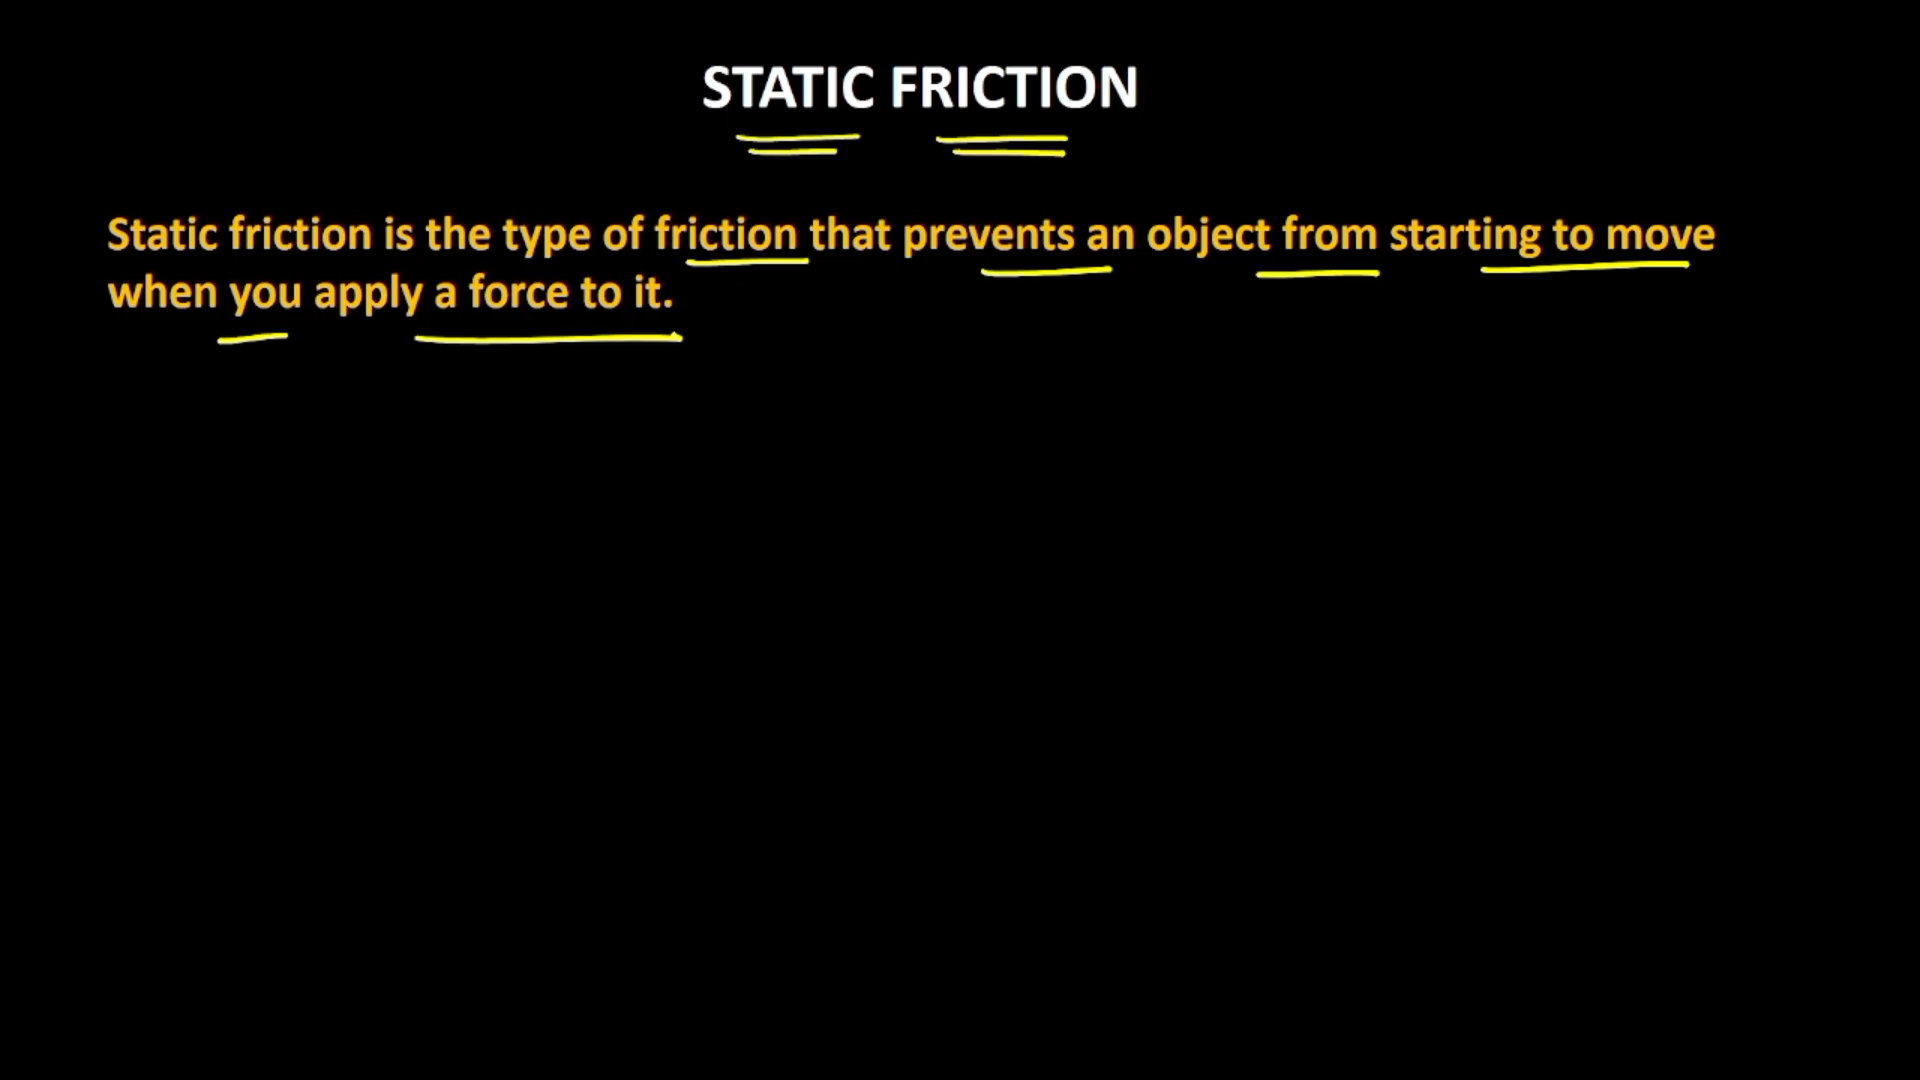 STATIC FRICTION
Static friction is the type of friction that prevents an object from starting to move
when you apply a force to it.